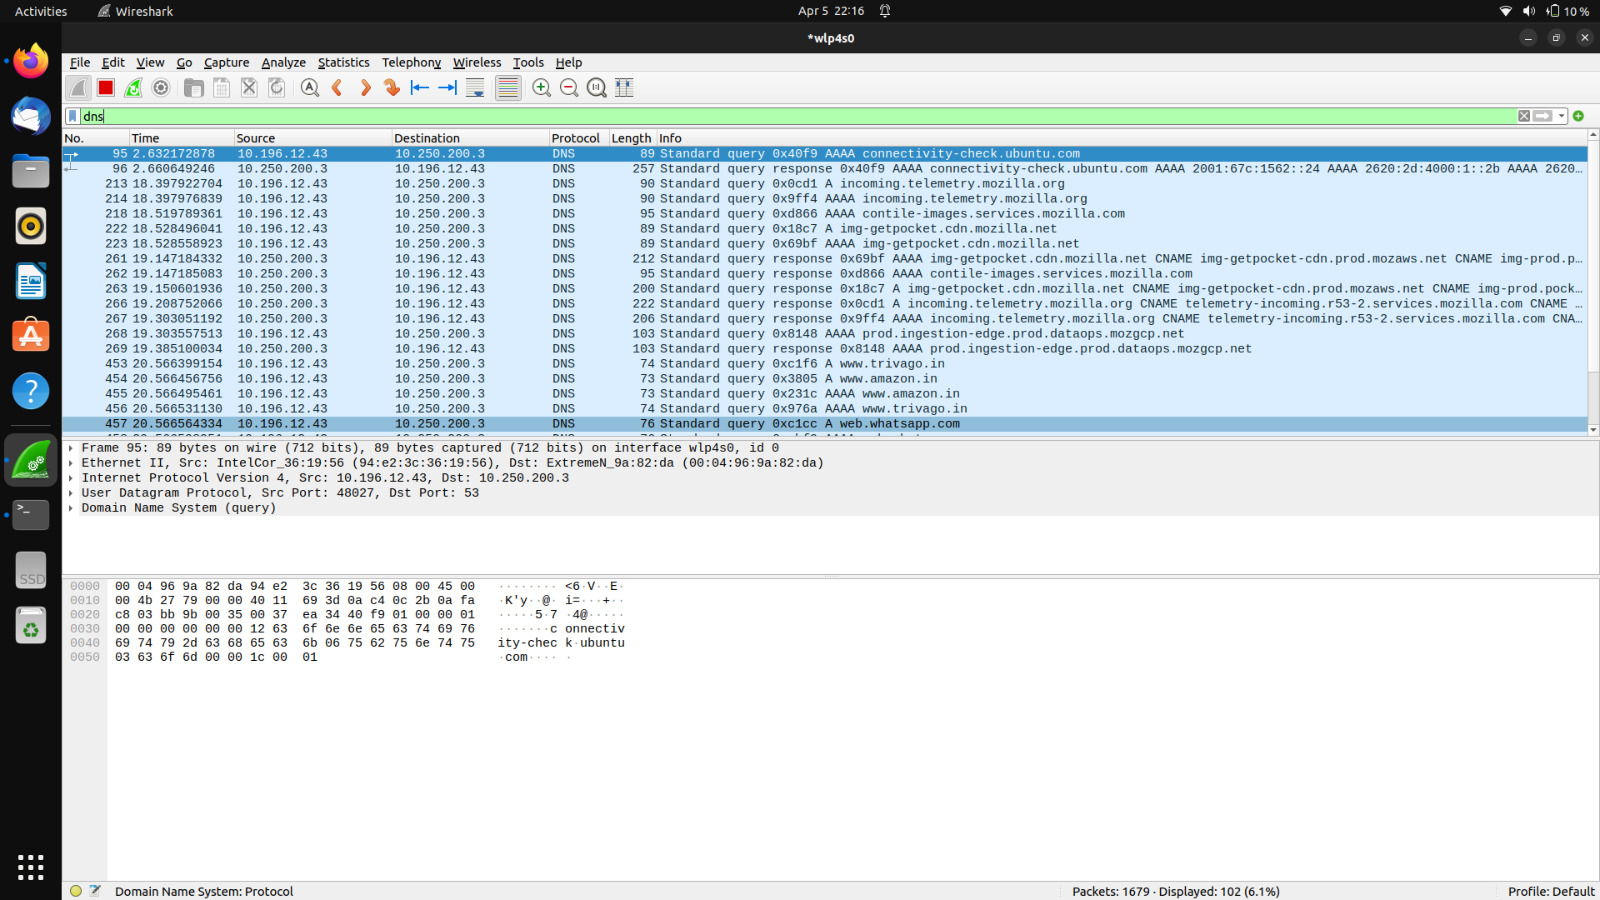 Activities Wireshark Apr 5 22:16 10 %
*wlp4s0
File Edit View Go Capture Analyze Statistics Telephony Wireless Tools Help
dns
No. Time Source Destination Protocol Length Info
95 2.632172878 10.196.12.43 10.250.200.3 DNS 89 Standard query 0x40f9 AAAA connectivity-check.ubuntu.com
96 2.660649246 10.250.200.3 10.196.12.43 DNS 257 Standard query response 0x40f9 AAAA connectivity-check.ubuntu.com AAAA 2001:67c:1562::24 AAAA 2620:2d:4000:1::2b AAAA 2620…
213 18.397922704 10.196.12.43 10.250.200.3 DNS 90 Standard query 0x0cd1 A incoming.telemetry.mozilla.org
214 18.397976839 10.196.12.43 10.250.200.3 DNS 90 Standard query 0x9ff4 AAAA incoming.telemetry.mozilla.org
218 18.519789361 10.196.12.43 10.250.200.3 DNS 95 Standard query 0xd866 AAAA contile-images.services.mozilla.com
222 18.528496041 10.196.12.43 10.250.200.3 DNS 89 Standard query 0x18c7 A img-getpocket.cdn.mozilla.net
223 18.528558923 10.196.12.43 10.250.200.3 DNS 89 Standard query 0x69bf AAAA img-getpocket.cdn.mozilla.net
261 19.147184332 10.250.200.3 10.196.12.43 DNS 212 Standard query response 0x69bf AAAA img-getpocket.cdn.mozilla.net CNAME img-getpocket-cdn.prod.mozaws.net CNAME img-prod.p…
262 19.147185083 10.250.200.3 10.196.12.43 DNS 95 Standard query response 0xd866 AAAA contile-images.services.mozilla.com
263 19.150601936 10.250.200.3 10.196.12.43 DNS 200 Standard query response 0x18c7 A img-getpocket.cdn.mozilla.net CNAME img-getpocket-cdn.prod.mozaws.net CNAME img-prod.pock…
266 19.208752066 10.250.200.3 10.196.12.43 DNS 222 Standard query response 0x0cd1 A incoming.telemetry.mozilla.org CNAME telemetry-incoming.r53-2.services.mozilla.com CNAME …
267 19.303051192 10.250.200.3 10.196.12.43 DNS 206 Standard query response 0x9ff4 AAAA incoming.telemetry.mozilla.org CNAME telemetry-incoming.r53-2.services.mozilla.com CNA…
268 19.303557513 10.196.12.43 10.250.200.3 DNS 103 Standard query 0x8148 AAAA prod.ingestion-edge.prod.dataops.mozgcp.net
269 19.385100034 10.250.200.3 10.196.12.43 DNS 103 Standard query response 0x8148 AAAA prod.ingestion-edge.prod.dataops.mozgcp.net
453 20.566399154 10.196.12.43 10.250.200.3 DNS 74 Standard query 0xc1f6 A www.trivago.in
454 20.566456756 10.196.12.43 10.250.200.3 DNS 73 Standard query 0x3805 A www.amazon.in
455 20.566495461 10.196.12.43 10.250.200.3 DNS 73 Standard query 0x231c AAAA www.amazon.in
456 20.566531130 10.196.12.43 10.250.200.3 DNS 74 Standard query 0x976a AAAA www.trivago.in
457 20.566564334 10.196.12.43 10.250.200.3 DNS 76 Standard query 0xc1cc A web.whatsapp.com
Frame 95: 89 bytes on wire (712 bits), 89 bytes captured (712 bits) on interface wlp4s0, id 0
Ethernet II, Src: IntelCor_36:19:56 (94:e2:3c:36:19:56), Dst: ExtremeN_9a:82:da (00:04:96:9a:82:da)
Internet Protocol Version 4, Src: 10.196.12.43, Dst: 10.250.200.3
User Datagram Protocol, Src Port: 48027, Dst Port: 53
Domain Name System (query)
0000 00 04 96 9a 82 da 94 e2 3c 36 19 56 08 00 45 00 ········ <6·V··E·
0010 00 4b 27 79 00 00 40 11 69 3d 0a c4 0c 2b 0a fa ·K'y··@· i=···+··
0020 c8 03 bb 9b 00 35 00 37 ea 34 40 f9 01 00 00 01 ·····5·7 ·4@·····
0030 00 00 00 00 00 00 12 63 6f 6e 6e 65 63 74 69 76 ·······c onnectiv
0040 69 74 79 2d 63 68 65 63 6b 06 75 62 75 6e 74 75 ity-chec k·ubuntu
0050 03 63 6f 6d 00 00 1c 00 01 ·com···· ·
SSD
Domain Name System: Protocol Packets: 1679 · Displayed: 102 (6.1%) Profile: Default